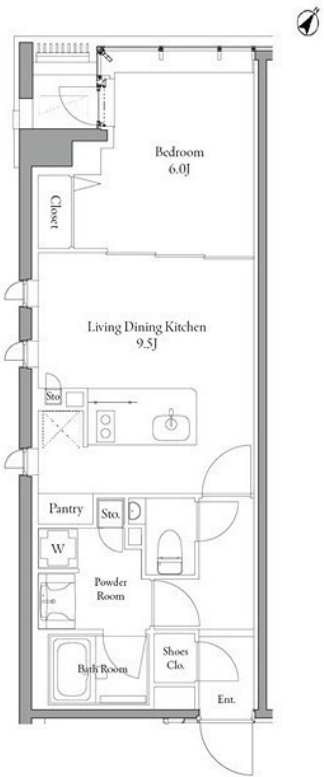 N
Bedroom
6.0J
Closet
Living Dining Kitchen
9.5J
Sto
Pantry
Sto.
W
Powder
Room
Bath Room
Shoes
Clo.
Ent.